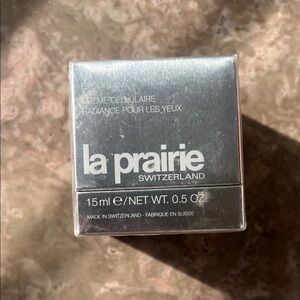 CRÈME CELLULAIRE
RADIANCE POUR LES YEUX
la prairie
SWITZERLAND
15 ml ℮/NET WT. 0.5 OZ.
MADE IN SWITZERLAND - FABRIQUÉ EN SUISSE